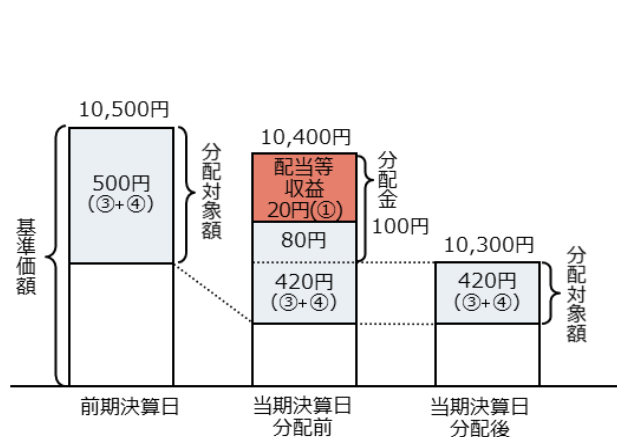 10,500円
500円
(③+④)
分配対象額
基準価額
前期決算日
10,400円
配当等
収益
20円(①)
80円
420円
(③+④)
分配金
100円
当期決算日
分配前
10,300円
420円
(③+④)
分配対象額
当期決算日
分配後